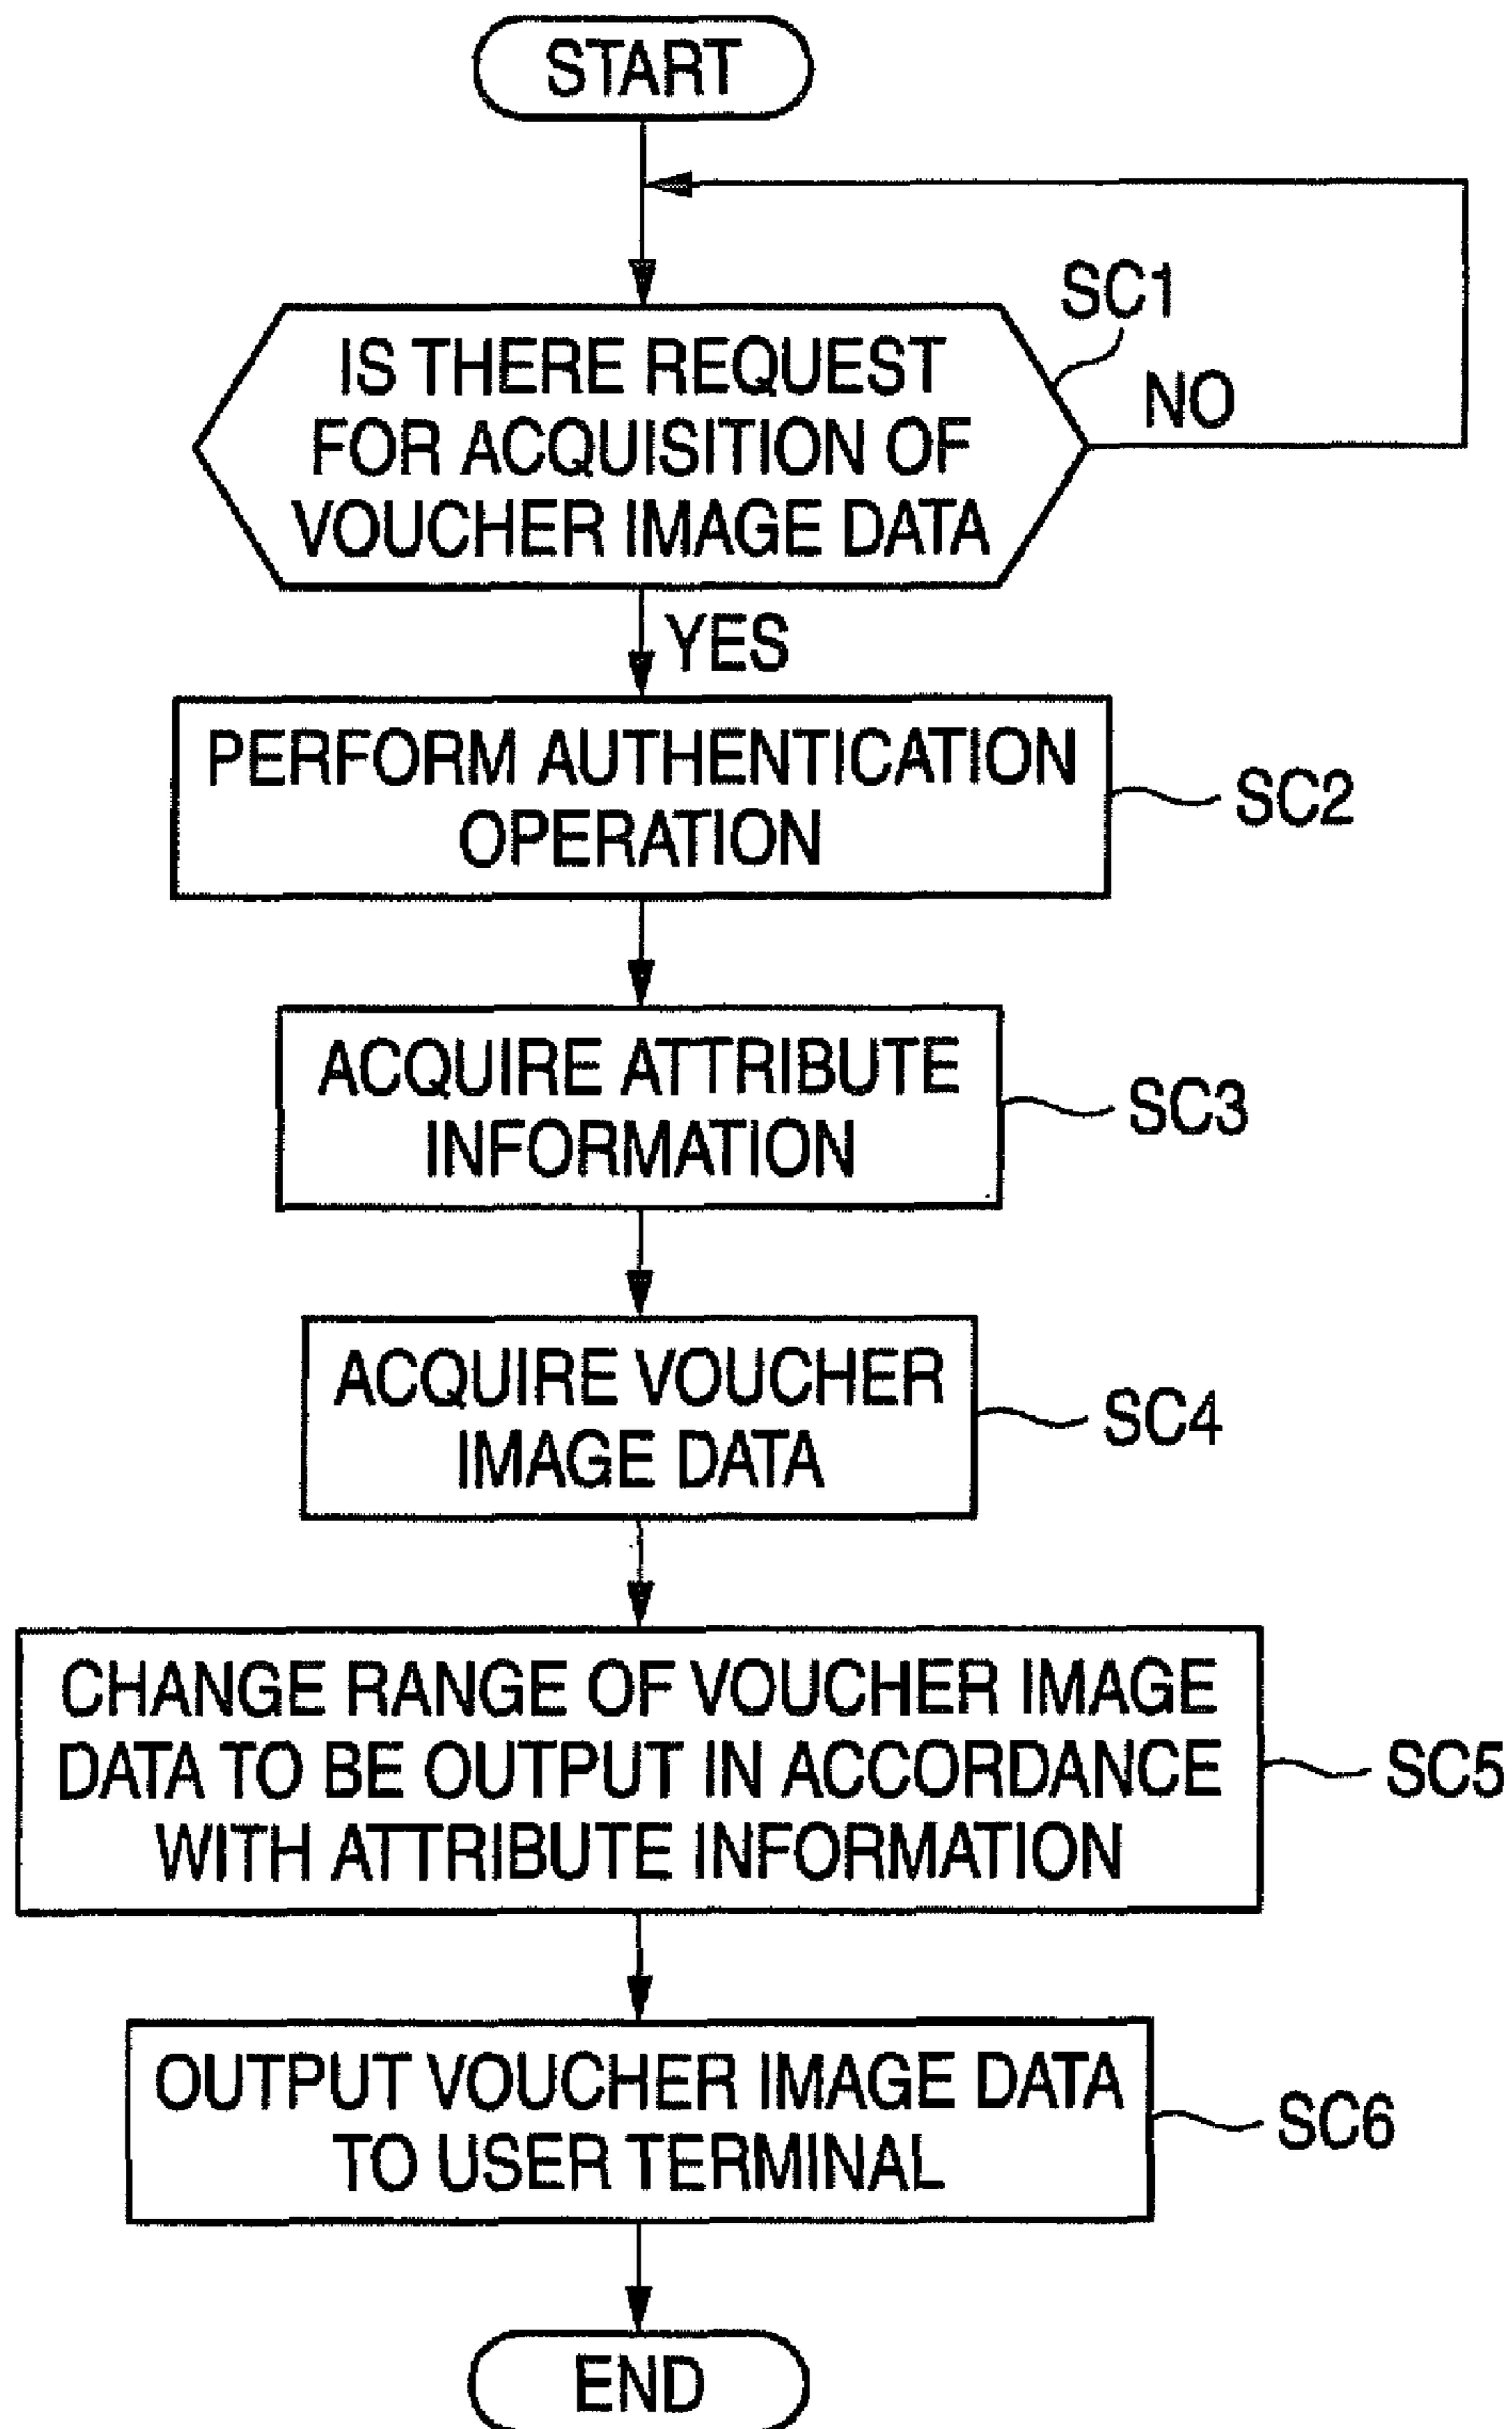 START
SC1
IS THERE REQUEST
FOR ACQUISITION OF
VOUCHER IMAGE DATA
NO
YES
PERFORM AUTHENTICATION
OPERATION
SC2
ACQUIRE ATTRIBUTE
INFORMATION
SC3
ACQUIRE VOUCHER
IMAGE DATA
SC4
CHANGE RANGE OF VOUCHER IMAGE
DATA TO BE OUTPUT IN ACCORDANCE
WITH ATTRIBUTE INFORMATION
SC5
OUTPUT VOUCHER IMAGE DATA
TO USER TERMINAL
SC6
END